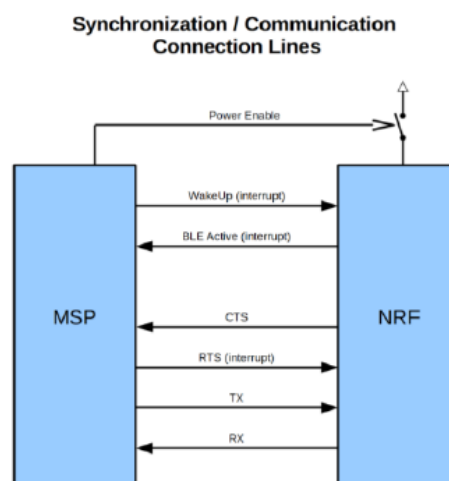 Synchronization / Communication
Connection Lines
Power Enable
WakeUp (interrupt)
BLE Active (interrupt)
MSP
NRF
CTS
RTS (interrupt)
TX
RX